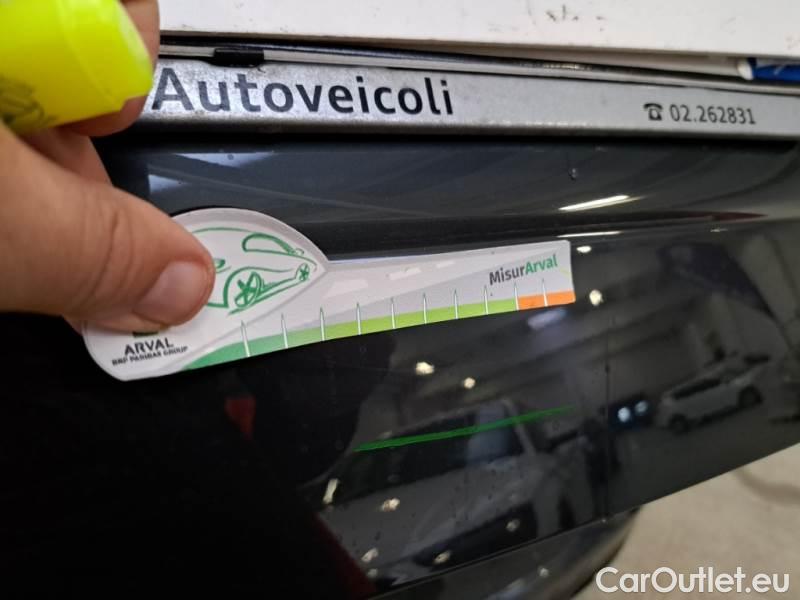 Autoveicoli
☎ 02.262831
MisurArval
ARVAL
BNP PARIBAS GROUP
CarOutlet.eu